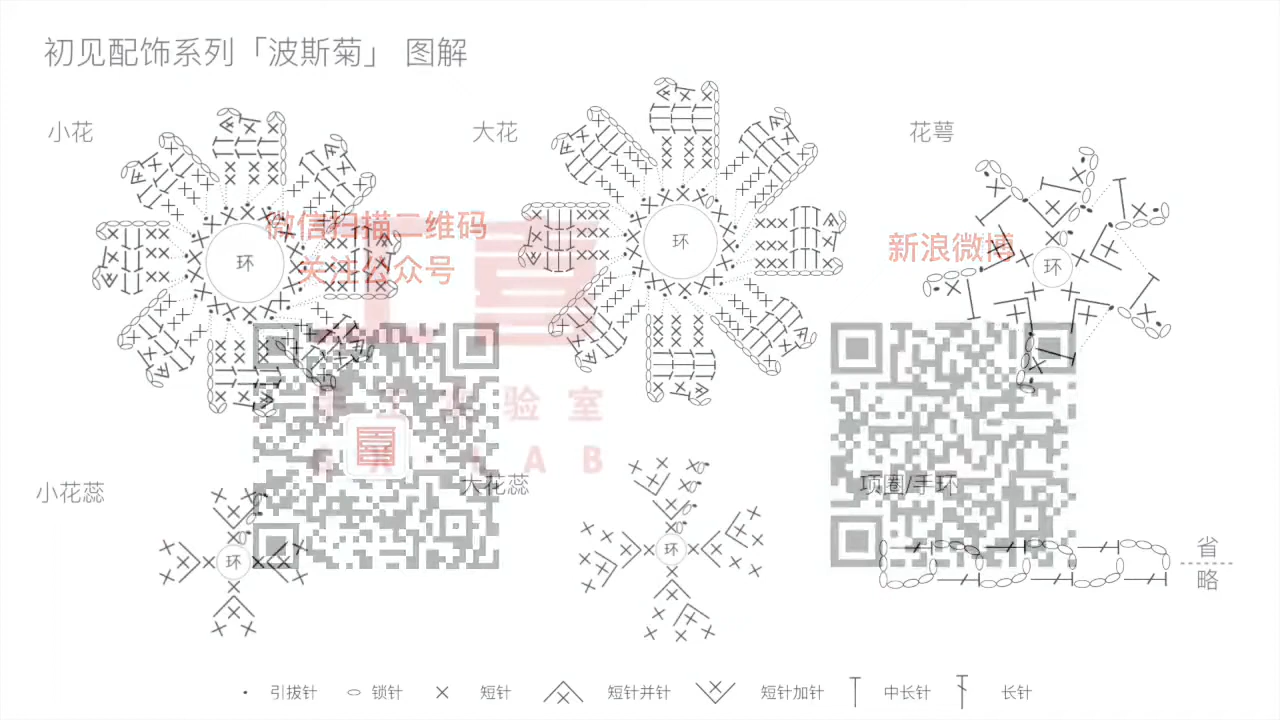 初见配饰系列「波斯菊」 图解
小花
大花
花萼
微信扫描二维码
关注公众号
新浪微博
环
环
环
验室
LAB
小花蕊
大花蕊
项圈/手环
环
环
省
略
引拔针
锁针
短针
短针并针
短针加针
中长针
长针